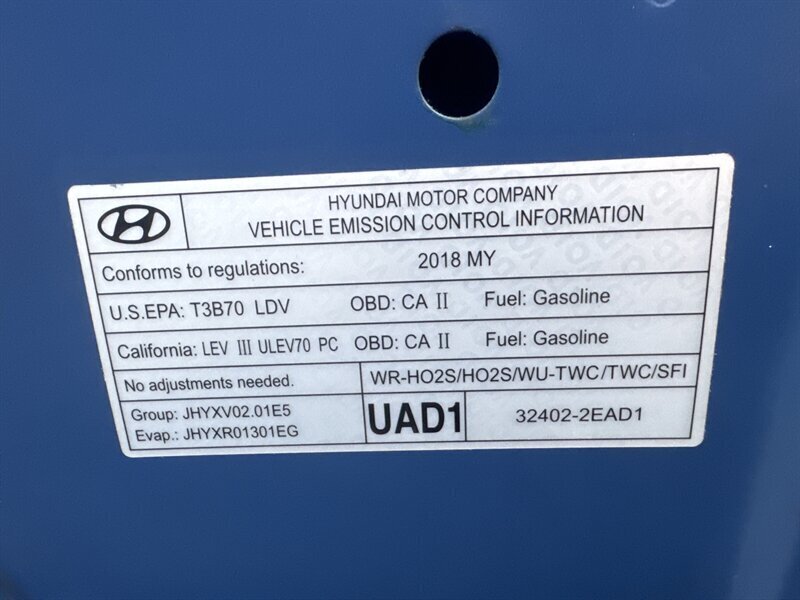 HYUNDAI MOTOR COMPANY
VEHICLE EMISSION CONTROL INFORMATION
Conforms to regulations: 2018 MY
U.S.EPA: T3B70 LDV OBD: CA II Fuel: Gasoline
California: LEV III ULEV70 PC OBD: CA II Fuel: Gasoline
No adjustments needed. WR-HO2S/HO2S/WU-TWC/TWC/SFI
Group: JHYXV02.01E5
Evap.: JHYXR01301EG
UAD1
32402-2EAD1